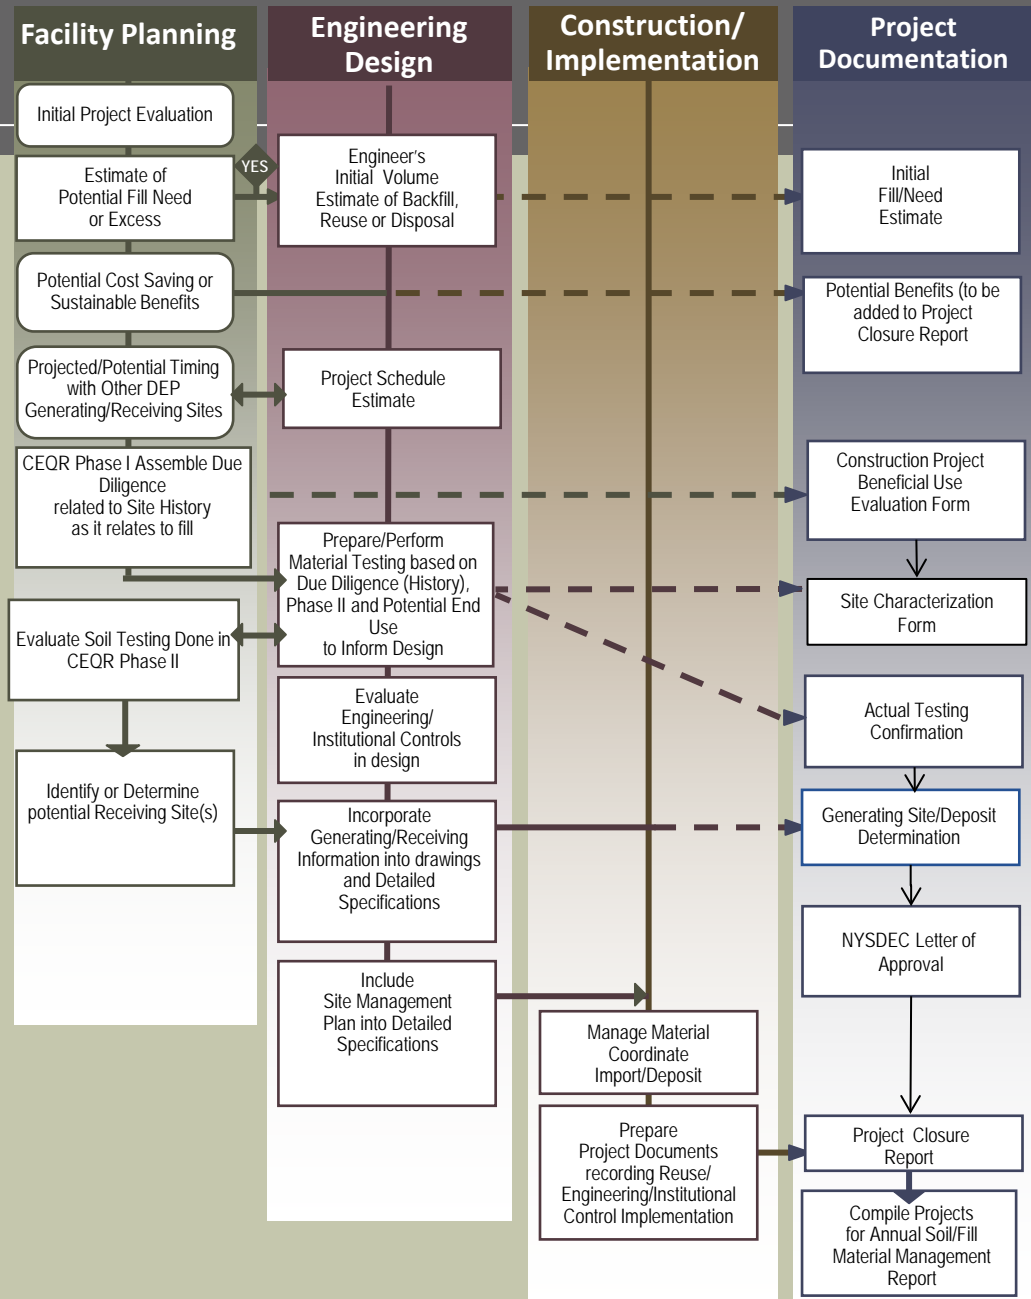 Facility Planning
Initial Project Evaluation
Estimate of
Potential Fill Need
or Excess
YES
Potential Cost Saving or
Sustainable Benefits
Projected/Potential Timing
with Other DEP
Generating/Receiving Sites
CEQR Phase I Assemble Due
Diligence
related to Site History
as it relates to fill
Evaluate Soil Testing Done in
CEQR Phase II
Identify or Determine
potential Receiving Site(s)
Engineering
Design
Engineer's
Initial Volume
Estimate of Backfill,
Reuse or Disposal
Project Schedule
Estimate
Prepare/Perform
Material Testing based on
Due Diligence (History),
Phase II and Potential End
Use
to Inform Design
Evaluate
Engineering/
Institutional Controls
in design
Incorporate
Generating/Receiving
Information into drawings
and Detailed
Specifications
Include
Site Management
Plan into Detailed
Specifications
Construction/
Implementation
Manage Material
Coordinate
Import/Deposit
Prepare
Project Documents
recording Reuse/
Engineering/Institutional
Control Implementation
Project
Documentation
Initial
Fill/Need
Estimate
Potential Benefits (to be
added to Project
Closure Report
Construction Project
Beneficial Use
Evaluation Form
Site Characterization
Form
Actual Testing
Confirmation
Generating Site/Deposit
Determination
NYSDEC Letter of
Approval
Project Closure
Report
Compile Projects
for Annual Soil/Fill
Material Management
Report